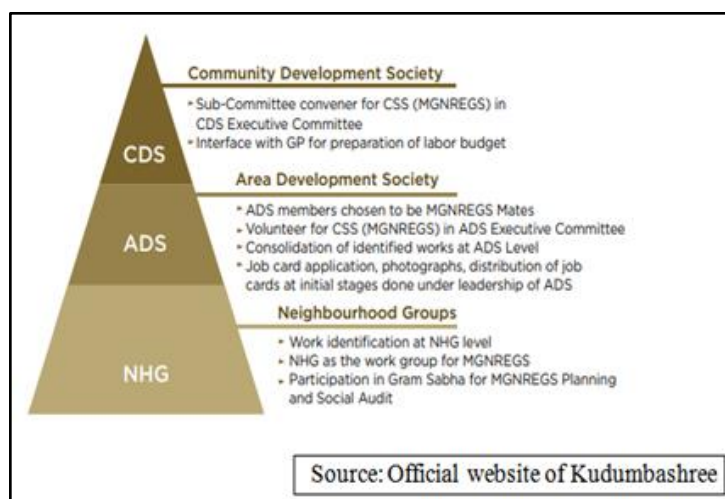 Community Development Society
‣ Sub-Committee convener for CSS (MGNREGS) in
CDS Executive Committee
‣ Interface with GP for preparation of labor budget
CDS
Area Development Society
‣ ADS members chosen to be MGNREGS Mates
‣ Volunteer for CSS (MGNREGS) in ADS Executive Committee
‣ Consolidation of identified works at ADS Level
‣ Job card application, photographs, distribution of job
cards at initial stages done under leadership of ADS
ADS
Neighbourhood Groups
‣ Work identification at NHG level
‣ NHG as the work group for MGNREGS
‣ Participation in Gram Sabha for MGNREGS Planning
and Social Audit
NHG
Source: Official website of Kudumbashree